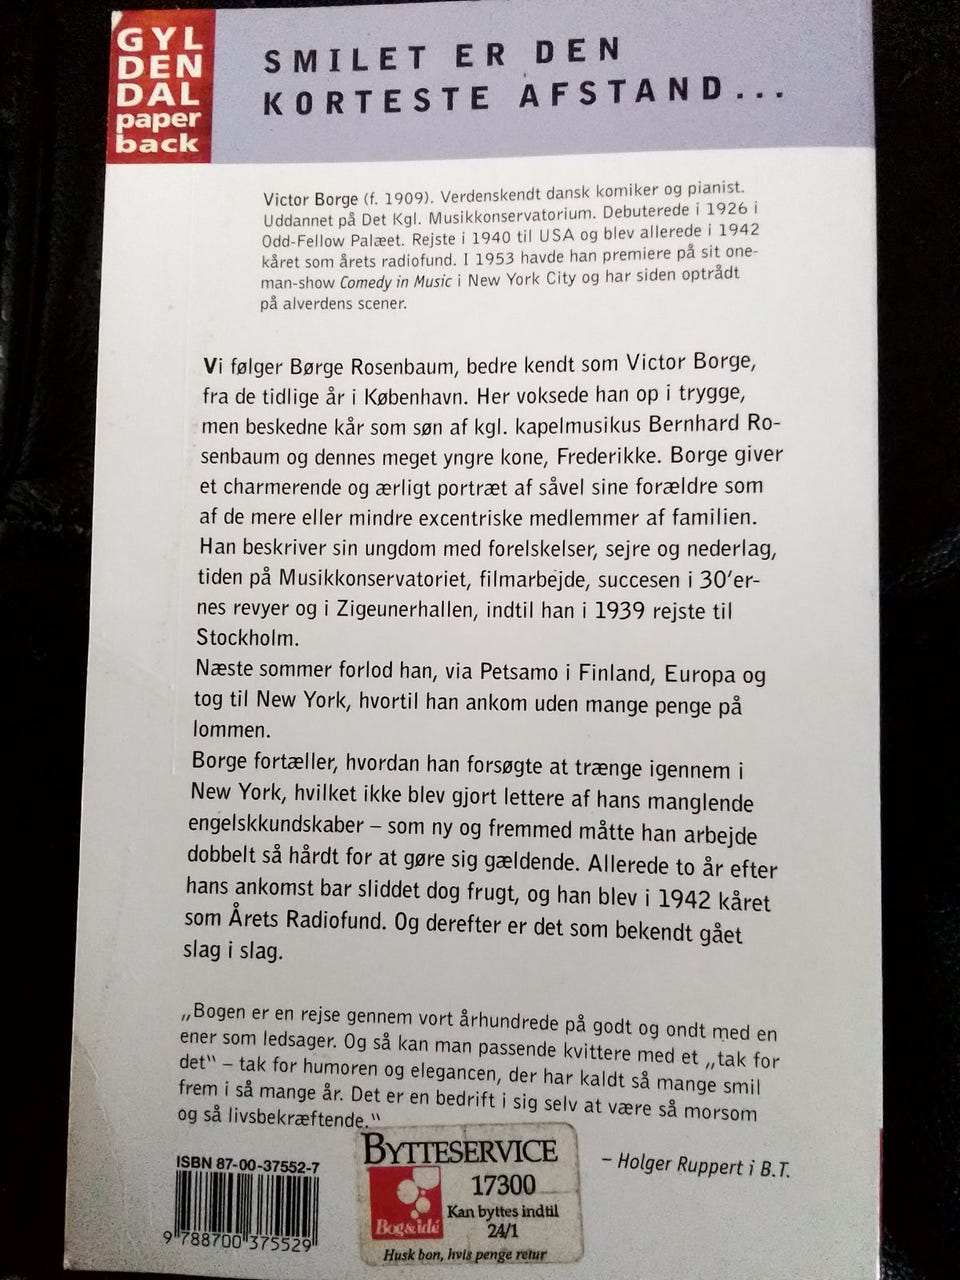 GYL
DEN
DAL
paper
back
SMILET ER DEN
KORTESTE AFSTAND...
Victor Borge (f. 1909). Verdenskendt dansk komiker og pianist.
Uddannet på Det Kgl. Musikkonservatorium. Debuterede i 1926 i
Odd-Fellow Palæet. Rejste i 1940 til USA og blev allerede i 1942
kåret som årets radiofund. I 1953 havde han premiere på sit one-
man-show Comedy in Music i New York City og har siden optrådt
på alverdens scener.
Vi følger Børge Rosenbaum, bedre kendt som Victor Borge,
fra de tidlige år i København. Her voksede han op i trygge,
men beskedne kår som søn af kgl. kapelmusikus Bernhard Ro-
senbaum og dennes meget yngre kone, Frederikke. Borge giver
et charmerende og ærligt portræt af såvel sine forældre som
af de mere eller mindre excentriske medlemmer af familien.
Han beskriver sin ungdom med forelskelser, sejre og nederlag,
tiden på Musikkonservatoriet, filmarbejde, succesen i 30'er-
nes revyer og i Zigeunerhallen, indtil han i 1939 rejste til
Stockholm.
Næste sommer forlod han, via Petsamo i Finland, Europa og
tog til New York, hvortil han ankom uden mange penge på
lommen.
Borge fortæller, hvordan han forsøgte at trænge igennem i
New York, hvilket ikke blev gjort lettere af hans manglende
engelskkundskaber – som ny og fremmed måtte han arbejde
dobbelt så hårdt for at gøre sig gældende. Allerede to år efter
hans ankomst bar sliddet dog frugt, og han blev i 1942 kåret
som Årets Radiofund. Og derefter er det som bekendt gået
slag i slag.
„Bogen er en rejse gennem vort århundrede på godt og ondt med en
ener som ledsager. Og så kan man passende kvittere med et „tak for
det“ – tak for humoren og elegancen, der har kaldt så mange smil
frem i så mange år. Det er en bedrift i sig selv at være så morsom
og så livsbekræftende.“
– Holger Ruppert i B.T.
ISBN 87-00-37552-7
9 788700 375529
BYTTESERVICE
17300
Bog & idé
Kan byttes indtil
24/1
Husk bon, hvis penge retur